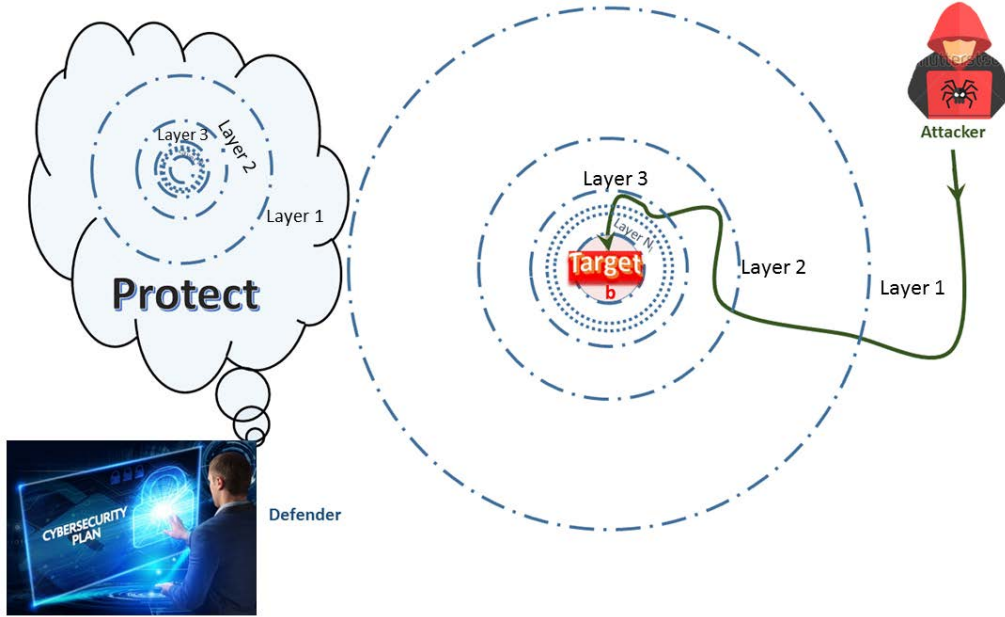 Layer 3
Layer 2
Layer 1
Protect
CYBERSECURITY
PLAN
Defender
Layer 3
Layer N
Target
b
Layer 2
Layer 1
Attacker